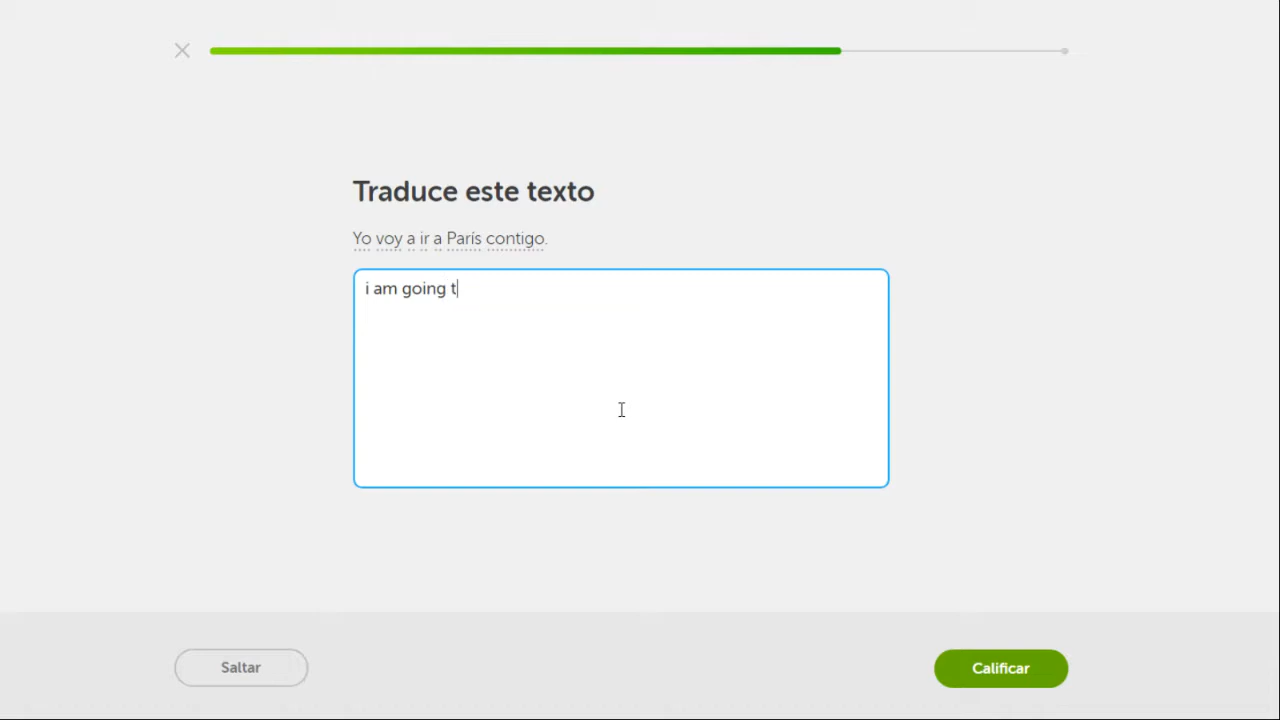 Traduce este texto
Yo voy a ir a París contigo.
i am going t
Saltar
Calificar